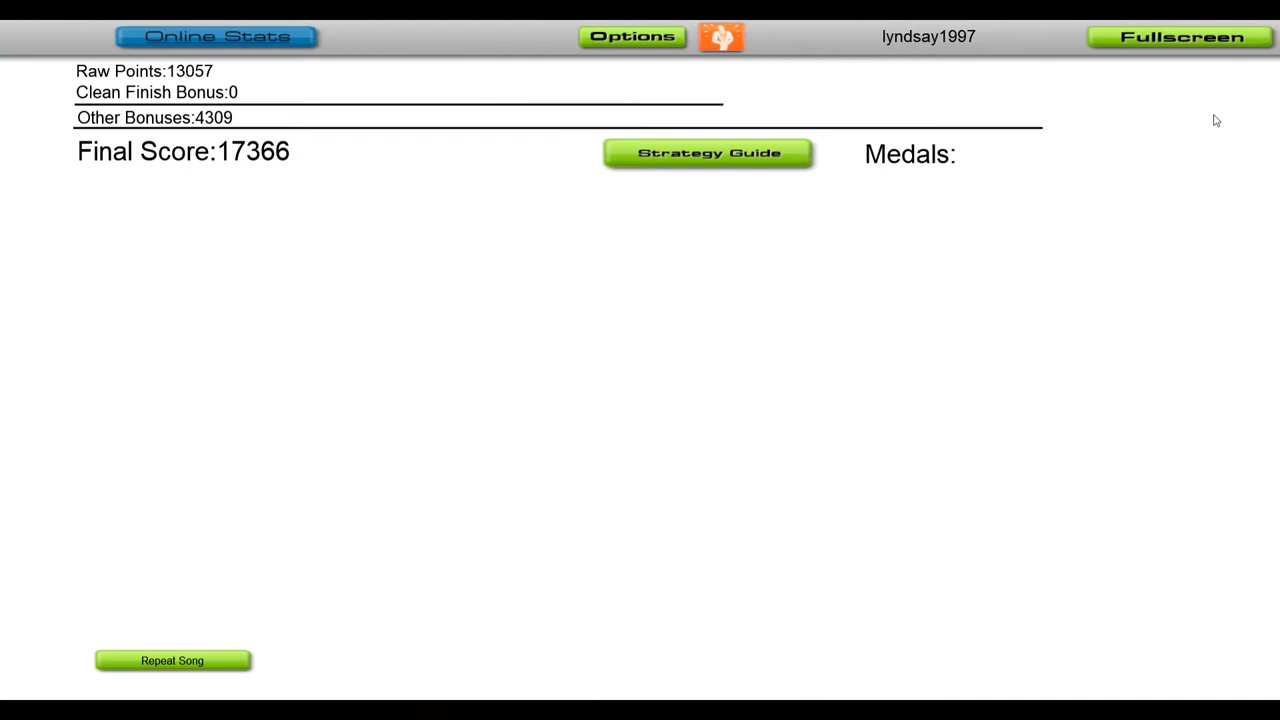 Online Stats
Options
lyndsay1997
Fullscreen
Raw Points:13057
Clean Finish Bonus:0
Other Bonuses:4309
Final Score:17366
Strategy Guide
Medals:
Repeat Song